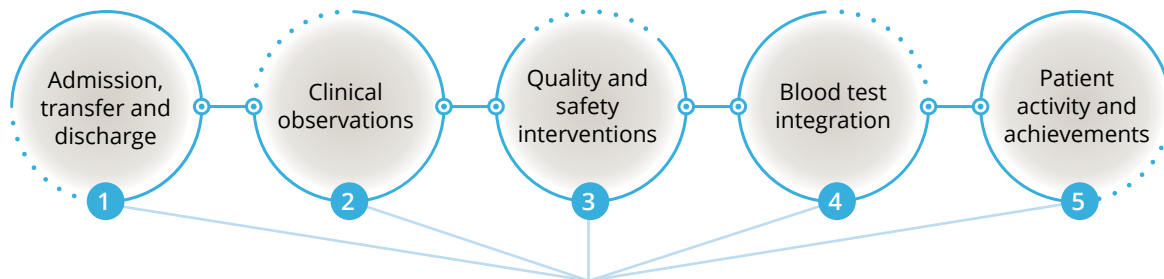 Admission,
transfer and
discharge
1
Clinical
observations
2
Quality and
safety
interventions
3
Blood test
integration
4
Patient
activity and
achievements
5